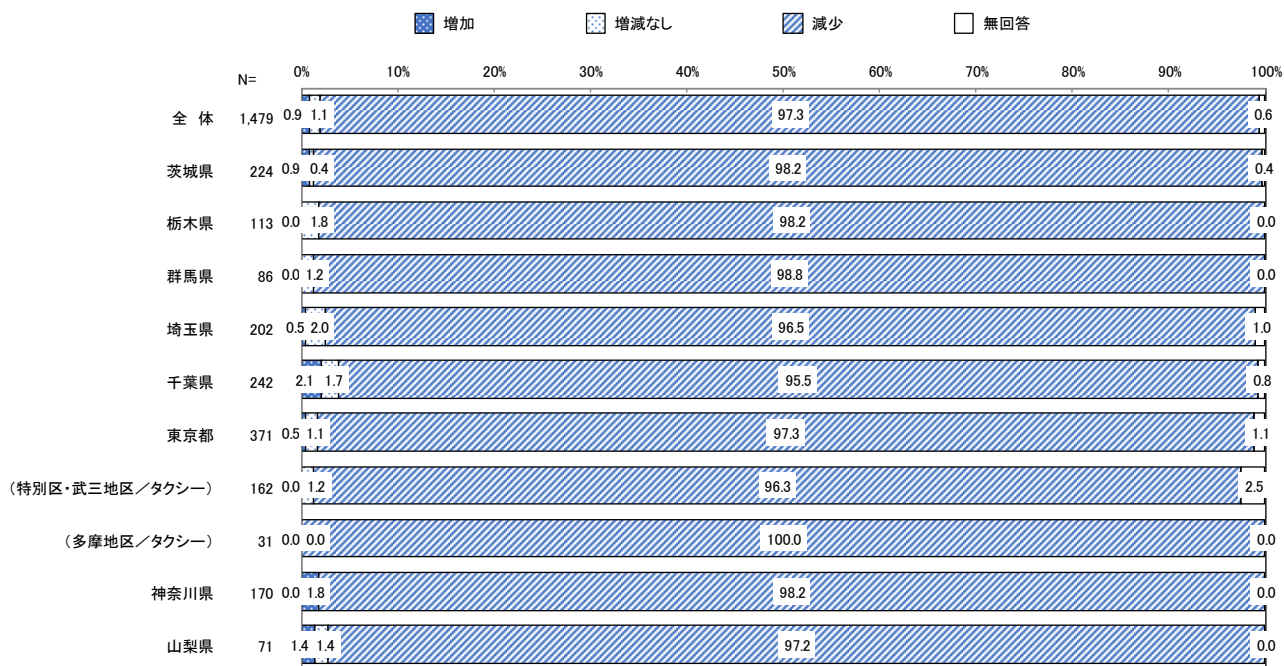 増加 増減なし 減少 無回答
N= 0% 10% 20% 30% 40% 50% 60% 70% 80% 90% 100%
全 体 1,479 0.9 1.1 97.3 0.6
茨城県 224 0.9 0.4 98.2 0.4
栃木県 113 0.0 1.8 98.2 0.0
群馬県 86 0.0 1.2 98.8 0.0
埼玉県 202 0.5 2.0 96.5 1.0
千葉県 242 2.1 1.7 95.5 0.8
東京都 371 0.5 1.1 97.3 1.1
(特別区・武三地区/タクシー) 162 0.0 1.2 96.3 2.5
(多摩地区/タクシー) 31 0.0 0.0 100.0 0.0
神奈川県 170 0.0 1.8 98.2 0.0
山梨県 71 1.4 1.4 97.2 0.0